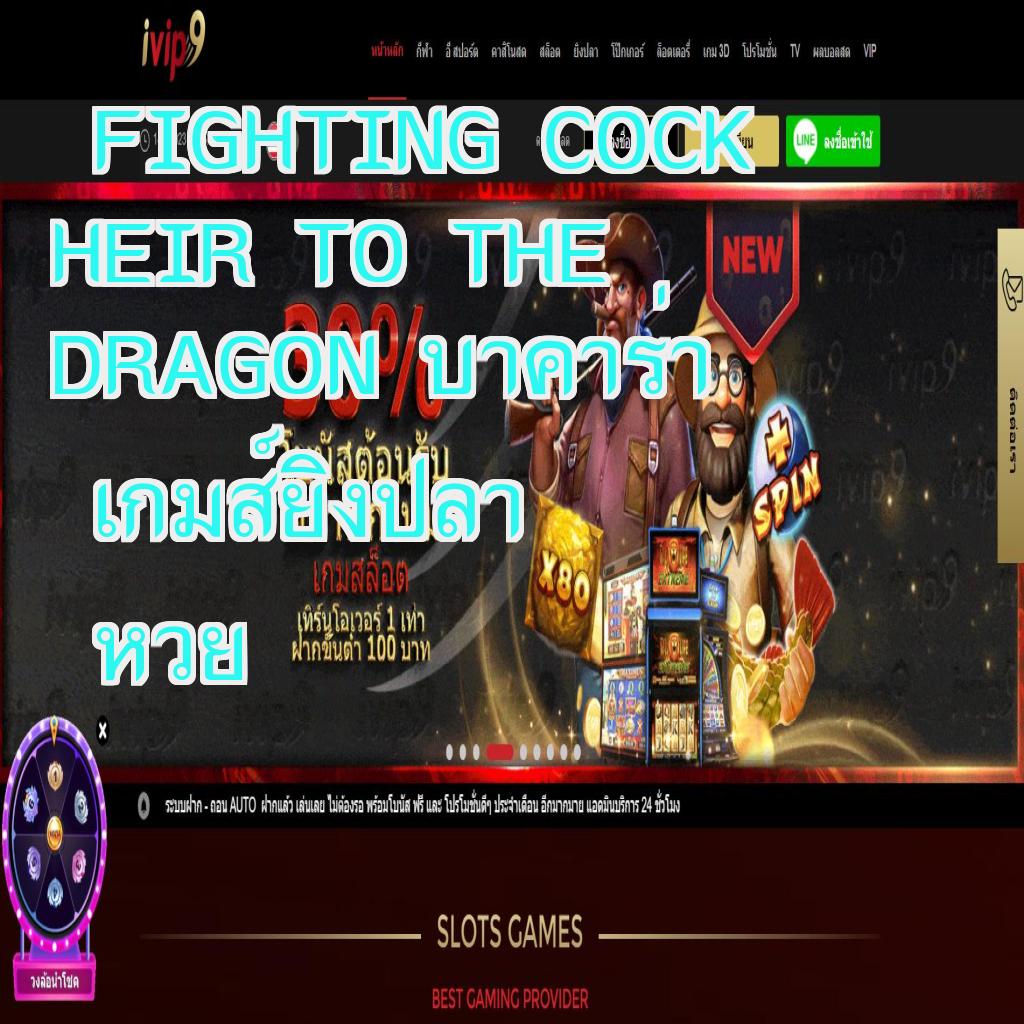 ivip9
หน้าหลัก กีฬา อี สปอร์ต คาสิโนสด สล็อต ยิงปลา โป๊กเกอร์ ล็อตเตอรี่ เกม 3D โปรโมชั่น TV ผลบอลสด VIP
FIGHTING COCK
ลงชื่อเข้าใช้
HEIR TO THE
NEW
DRAGON บาคาร่า
ติดต่อเรา
+ SPIN
เกมส์ยิงปลา
X80
EXTREME
เกมสล็อต
เทิร์นโอเวอร์ 1 เท่า
ฝากขั้นต่ำ 100 บาท
หวย
X
ระบบฝาก - ถอน AUTO ฝากแล้ว เล่นเลย ไม่ต้องรอ พร้อมโบนัส ฟรี และ โปรโมชั่นดีๆ ประจำเดือน อีกมากมาย แอดมินบริการ 24 ชั่วโมง
SLOTS GAMES
วงล้อนำโชค
BEST GAMING PROVIDER